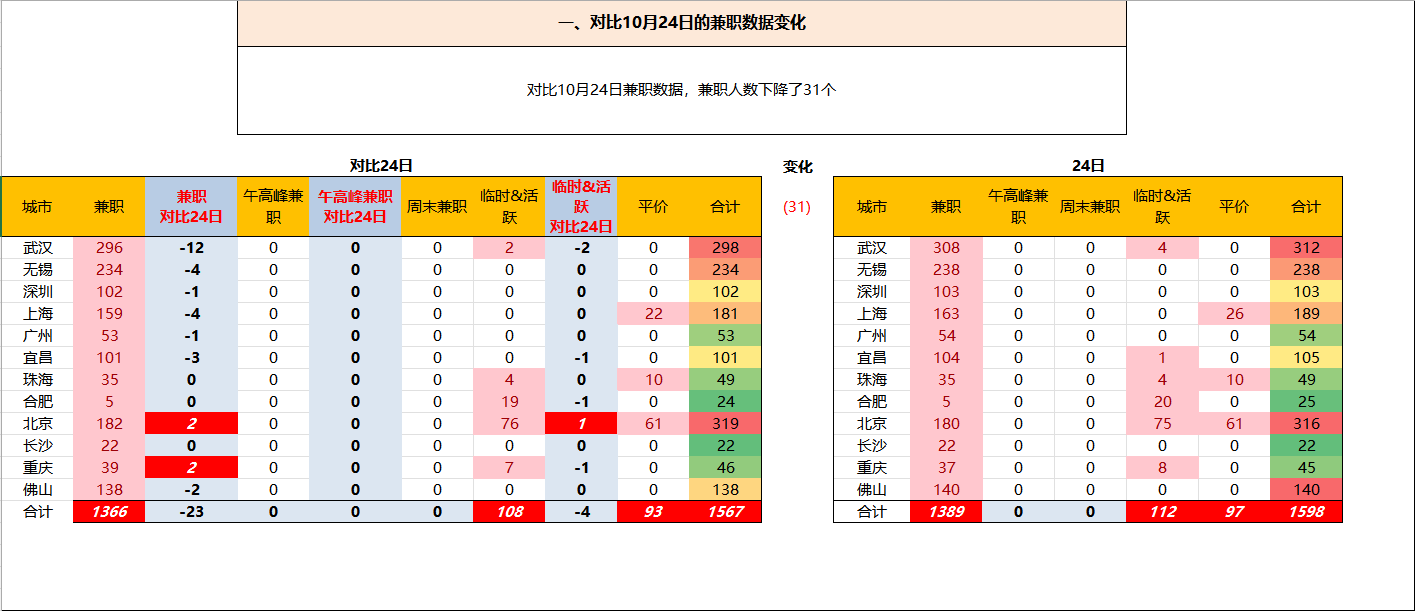 一、对比10月24日的兼职数据变化
对比10月24日兼职数据，兼职人数下降了31个
对比24日 变化 24日
城市 兼职 兼职 对比24日 午高峰兼职 午高峰兼职 对比24日 周末兼职 临时&活跃 临时&活跃 对比24日 平价 合计 (31) 城市 兼职 午高峰兼职 周末兼职 临时&活跃 平价 合计
武汉 296 -12 0 0 0 2 -2 0 298 武汉 308 0 0 4 0 312
无锡 234 -4 0 0 0 0 0 0 234 无锡 238 0 0 0 0 238
深圳 102 -1 0 0 0 0 0 0 102 深圳 103 0 0 0 0 103
上海 159 -4 0 0 0 0 0 22 181 上海 163 0 0 0 26 189
广州 53 -1 0 0 0 0 0 0 53 广州 54 0 0 0 0 54
宜昌 101 -3 0 0 0 0 -1 0 101 宜昌 104 0 0 1 0 105
珠海 35 0 0 0 0 4 0 10 49 珠海 35 0 0 4 10 49
合肥 5 0 0 0 0 19 -1 0 24 合肥 5 0 0 20 0 25
北京 182 2 0 0 0 76 1 61 319 北京 180 0 0 75 61 316
长沙 22 0 0 0 0 0 0 0 22 长沙 22 0 0 0 0 22
重庆 39 2 0 0 0 7 -1 0 46 重庆 37 0 0 8 0 45
佛山 138 -2 0 0 0 0 0 0 138 佛山 140 0 0 0 0 140
合计 1366 -23 0 0 0 108 -4 93 1567 合计 1389 0 0 112 97 1598